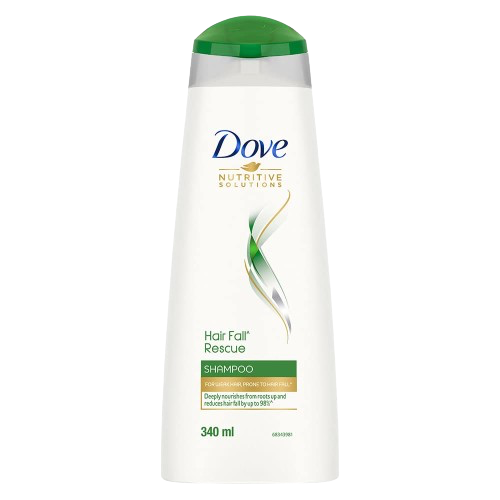 Dove
NUTRITIVE
SOLUTIONS
Hair Fall*
Rescue
SHAMPOO
FOR WEAK HAIR, PRONE TO HAIR FALL*
Deeply nourishes from roots up and
reduces hair fall by up to 98%^
340 ml